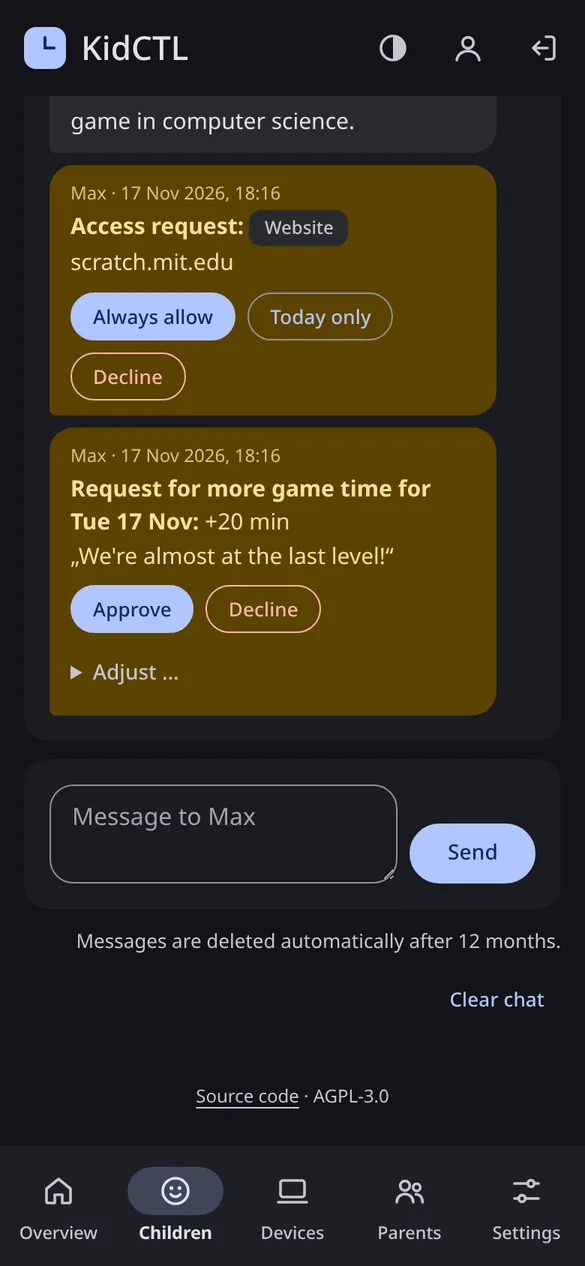 KidCTL
game in computer science.
Max · 17 Nov 2026, 18:16
Access request: Website
scratch.mit.edu
Always allow Today only
Decline
Max · 17 Nov 2026, 18:16
Request for more game time for
Tue 17 Nov: +20 min
„We're almost at the last level!“
Approve Decline
▶ Adjust ...
Message to Max
Send
Messages are deleted automatically after 12 months.
Clear chat
Source code · AGPL-3.0
Overview Children Devices Parents Settings